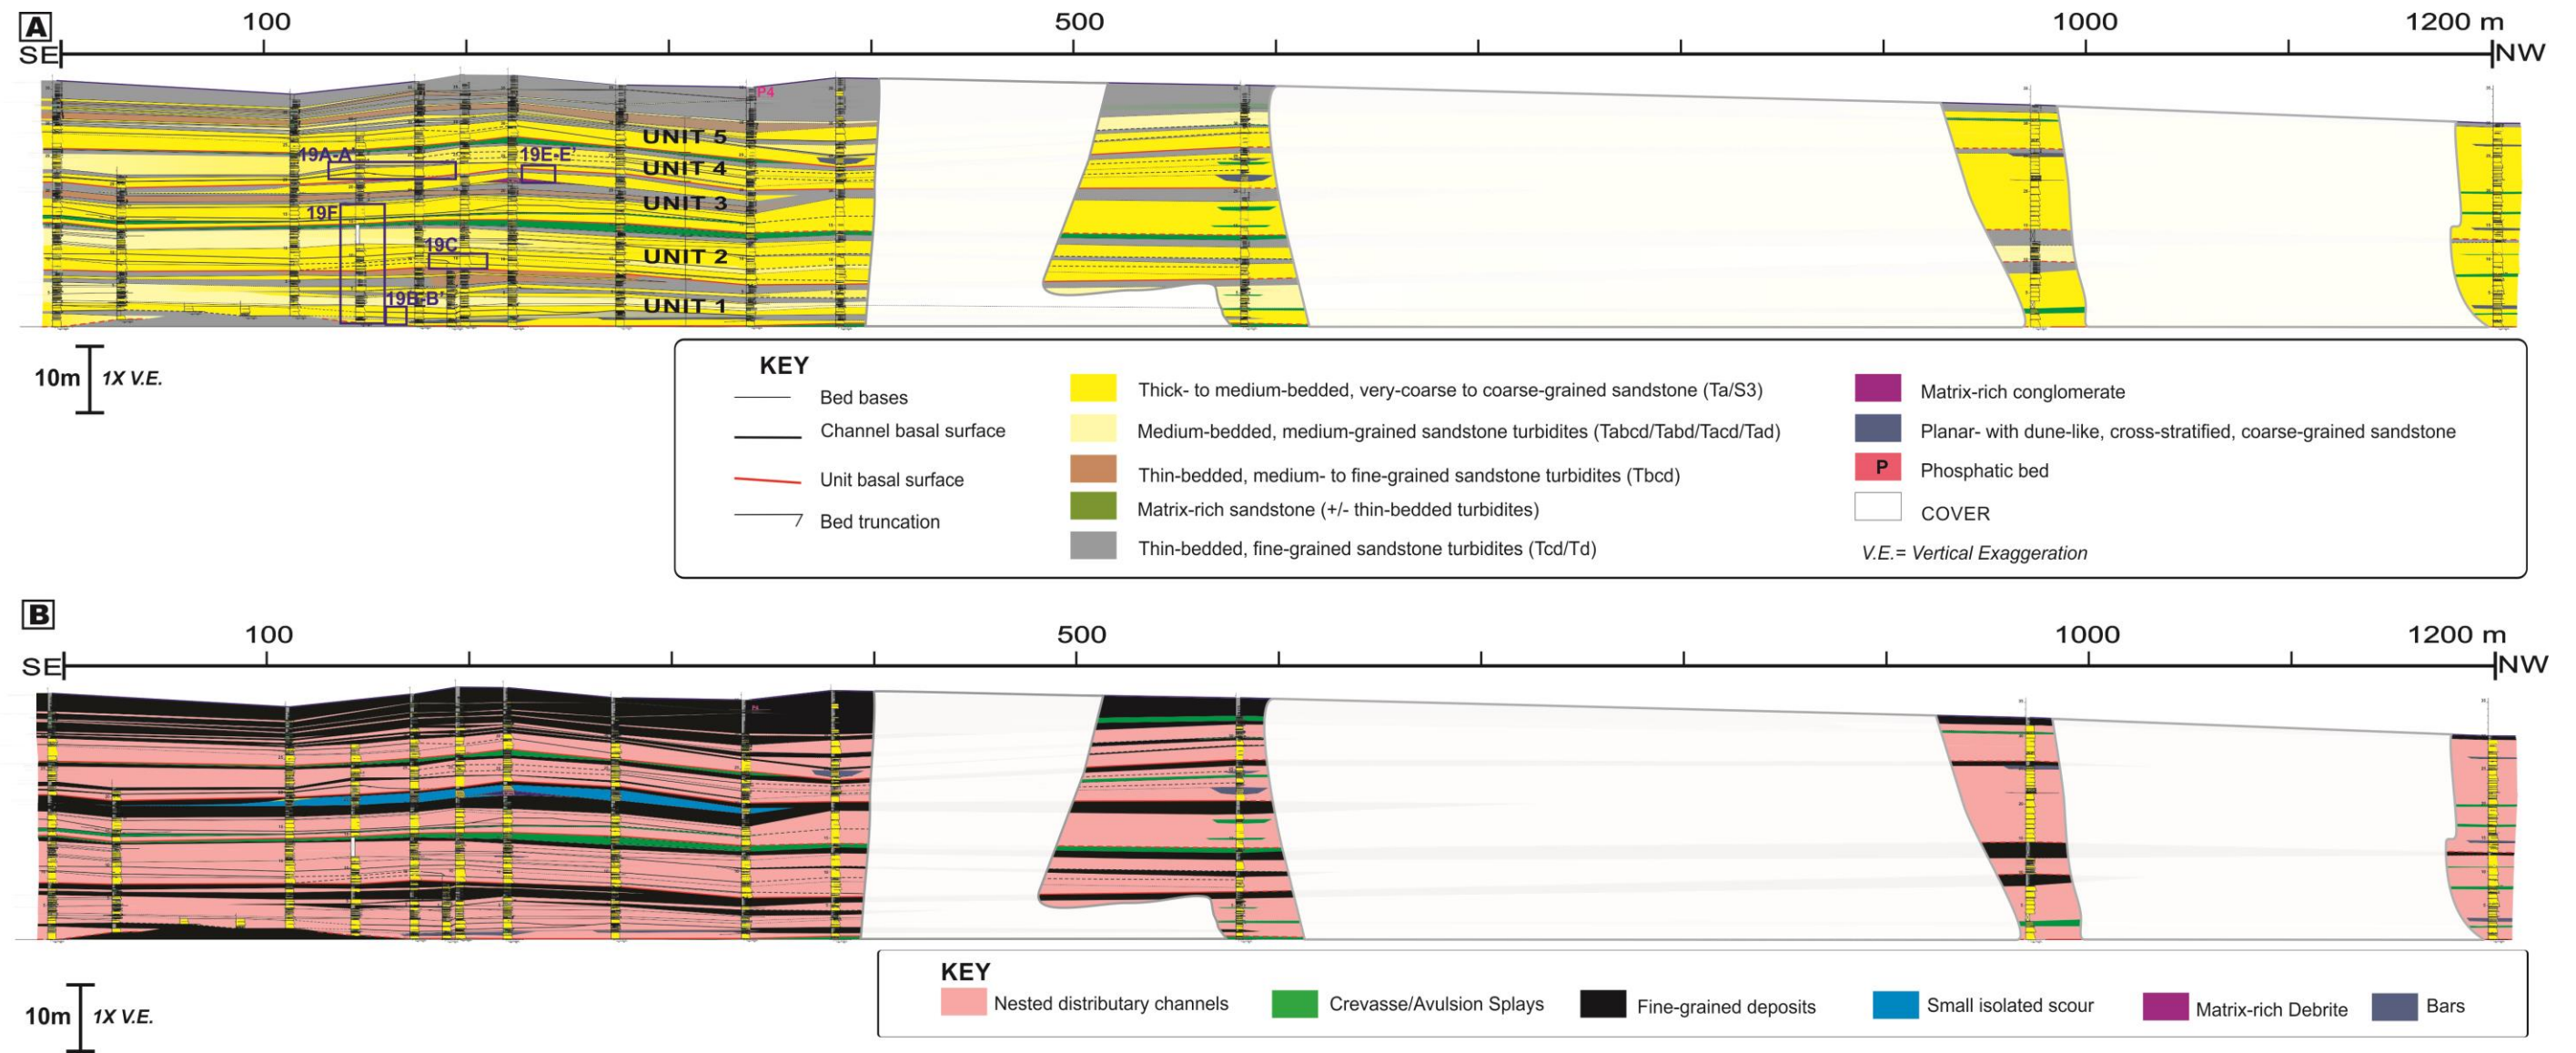 A
100 500 1000 1200 m
SE NW
P4
UNIT 5
19A-A' 19E-E'
UNIT 4
UNIT 3
19F
19C
UNIT 2
19B-B'
UNIT 1
10m 1X V.E.
KEY
Bed bases
Channel basal surface
Unit basal surface
Bed truncation
Thick- to medium-bedded, very-coarse to coarse-grained sandstone (Ta/S3)
Medium-bedded, medium-grained sandstone turbidites (Tabcd/Tabd/Tacd/Tad)
Thin-bedded, medium- to fine-grained sandstone turbidites (Tbcd)
Matrix-rich sandstone (+/- thin-bedded turbidites)
Thin-bedded, fine-grained sandstone turbidites (Tcd/Td)
Matrix-rich conglomerate
Planar- with dune-like, cross-stratified, coarse-grained sandstone
P Phosphatic bed
COVER
V.E.= Vertical Exaggeration
B
100 500 1000 1200 m
SE NW
10m 1X V.E.
KEY
Nested distributary channels Crevasse/Avulsion Splays Fine-grained deposits Small isolated scour Matrix-rich Debrite Bars